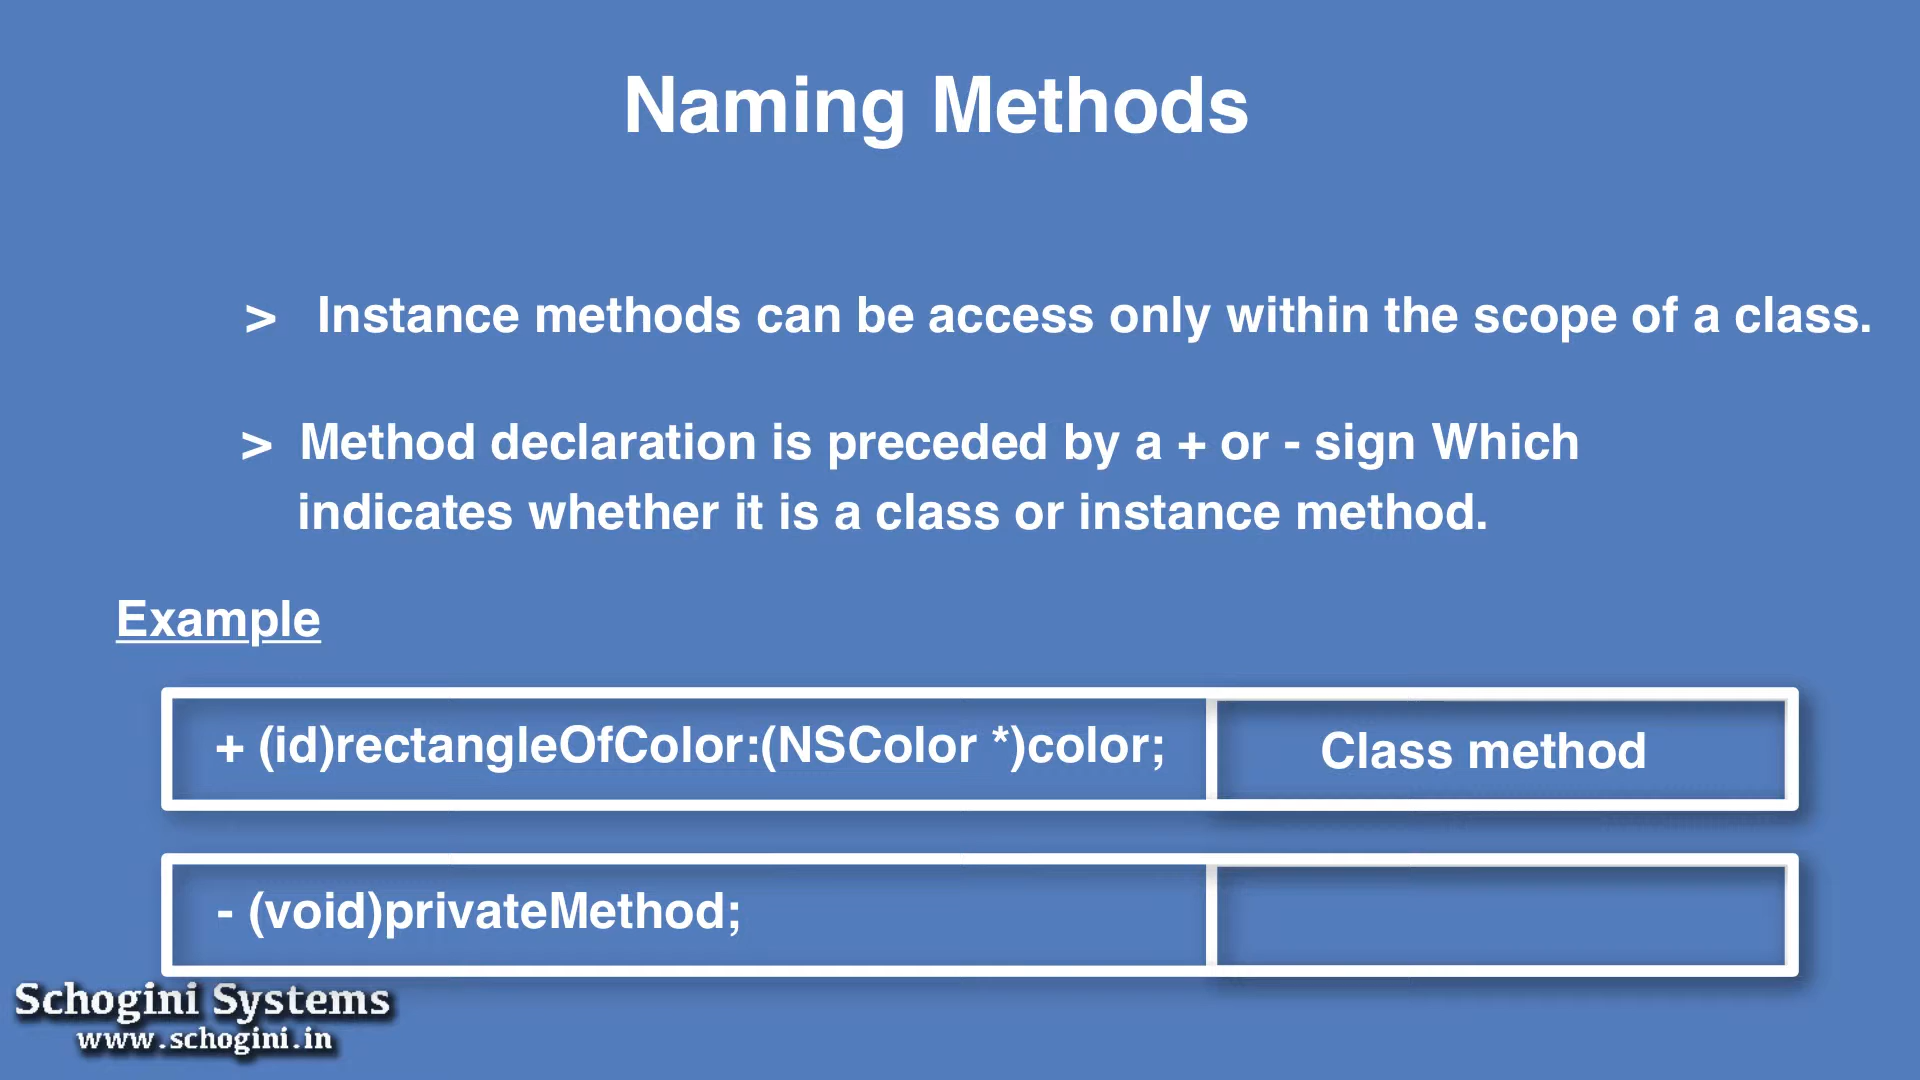 Naming Methods
> Instance methods can be access only within the scope of a class.
> Method declaration is preceded by a + or - sign Which
indicates whether it is a class or instance method.
Example
+ (id)rectangleOfColor:(NSColor *)color;
Class method
- (void)privateMethod;
Schogini Systems
www.schogini.in